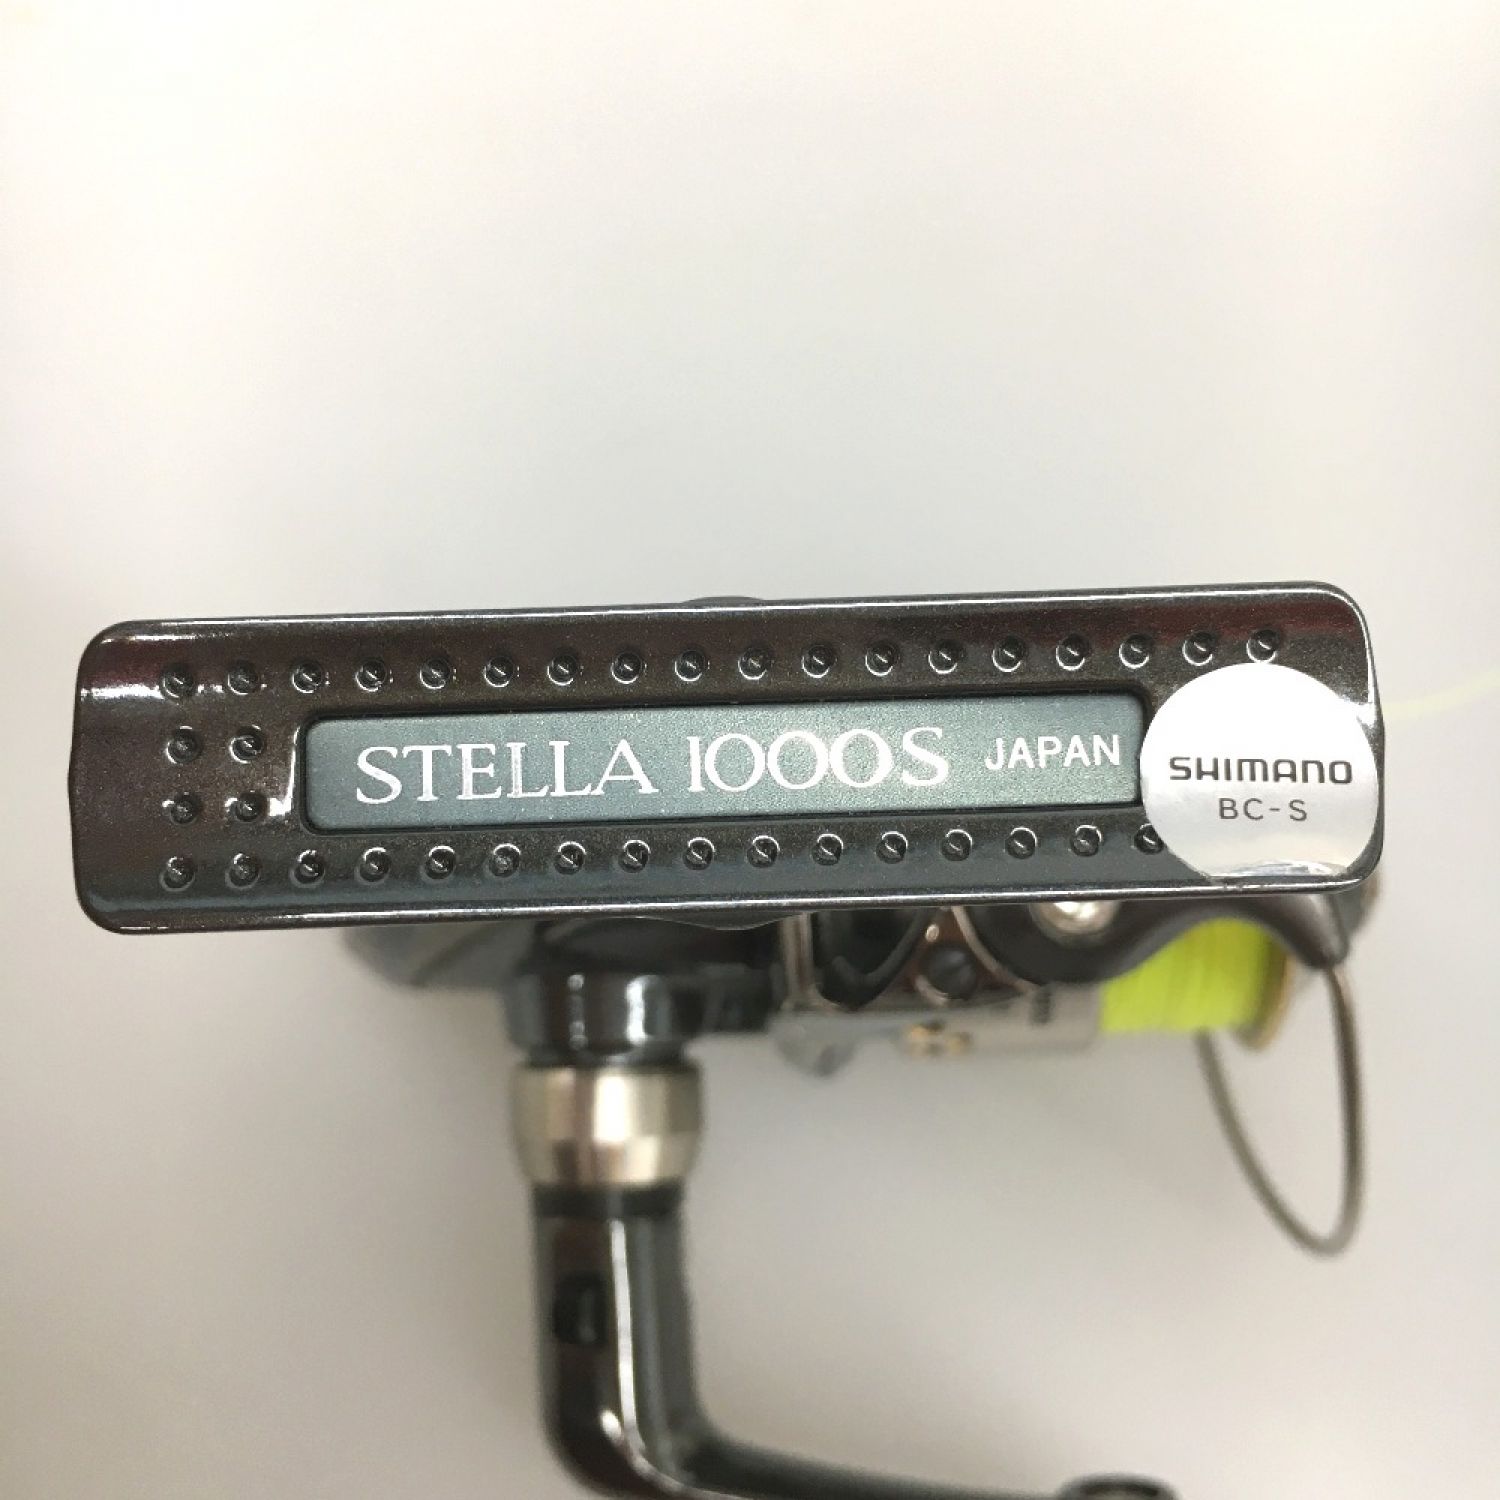 STELLA 1000S JAPAN
SHIMANO
BC-S